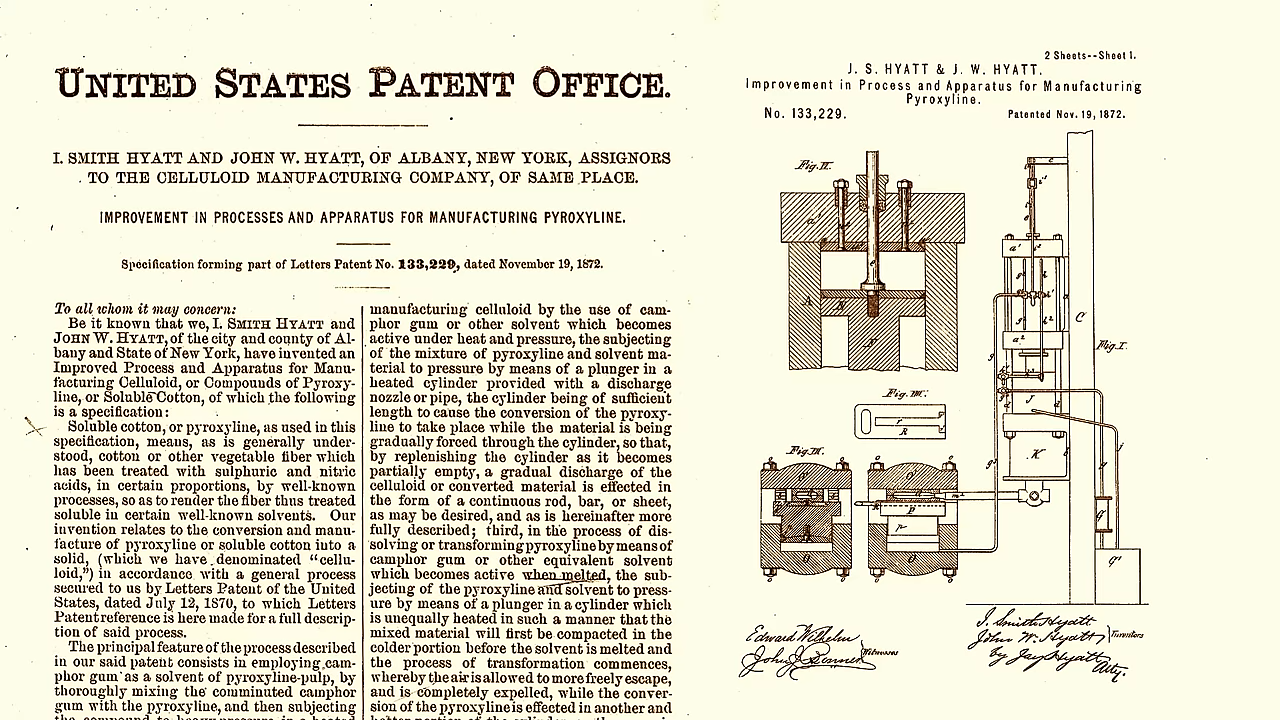 UNITED STATES PATENT OFFICE.
I. SMITH HYATT AND JOHN W. HYATT, OF ALBANY, NEW YORK, ASSIGNORS
TO THE CELLULOID MANUFACTURING COMPANY, OF SAME PLACE.
IMPROVEMENT IN PROCESSES AND APPARATUS FOR MANUFACTURING PYROXYLINE.
Specification forming part of Letters Patent No. 133,229, dated November 19, 1872.
To all whom it may concern:
Be it known that we, I. SMITH HYATT and
JOHN W. HYATT, of the city and county of Al-
bany and State of New York, have invented an
Improved Process and Apparatus for Manu-
facturing Celluloid, or Compounds of Pyroxy-
line, or Soluble Cotton, of which the following
is a specification:
Soluble cotton, or pyroxyline, as used in this
specification, means, as is generally under-
stood, cotton or other vegetable fiber which
has been treated with sulphuric and nitric
acids, in certain proportions, by well-known
processes, so as to render the fiber thus treated
soluble in certain well-known solvents. Our
invention relates to the conversion and manu-
facture of pyroxyline or soluble cotton into a
solid, (which we have denominated "cellu-
loid,") in accordance with a general process
secured to us by Letters Patent of the United
States, dated July 12, 1870, to which Letters
Patent reference is here made for a full descrip-
tion of said process.
The principal feature of the process described
in our said patent consists in employing cam-
phor gum as a solvent of pyroxyline-pulp, by
thoroughly mixing the comminuted camphor
gum with the pyroxyline, and then subjecting
the compound to heavy pressure in a heated
manufacturing celluloid by the use of cam-
phor gum or other solvent which becomes
active under heat and pressure, the subjecting
of the mixture of pyroxyline and solvent ma-
terial to pressure by means of a plunger in a
heated cylinder provided with a discharge
nozzle or pipe, the cylinder being of sufficient
length to cause the conversion of the pyroxy-
line to take place while the material is being
gradually forced through the cylinder, so that,
by replenishing the cylinder as it becomes
partially empty, a gradual discharge of the
celluloid or converted material is effected in
the form of a continuous rod, bar, or sheet,
as may be desired, and as is hereinafter more
fully described; third, in the process of dis-
solving or transforming pyroxyline by means of
camphor gum or other equivalent solvent
which becomes active when melted, the sub-
jecting of the pyroxyline and solvent to press-
ure by means of a plunger in a cylinder which
is unequally heated in such a manner that the
mixed material will first be compacted in the
colder portion before the solvent is melted and
the process of transformation commences,
whereby the air is allowed to more freely escape,
and is completely expelled, while the conver-
sion of the pyroxyline is effected in another and
2 Sheets--Sheet 1.
J. S. HYATT & J. W. HYATT.
Improvement in Process and Apparatus for Manufacturing
Pyroxyline.
No. 133,229.
Patented Nov. 19, 1872.
Fig. II.
C
Fig. I.
R
K
P
Edward Wilhelm
Witnesses
I. Smith Hyatt
John W. Hyatt
Inventors
by Jay Hyatt
Atty.